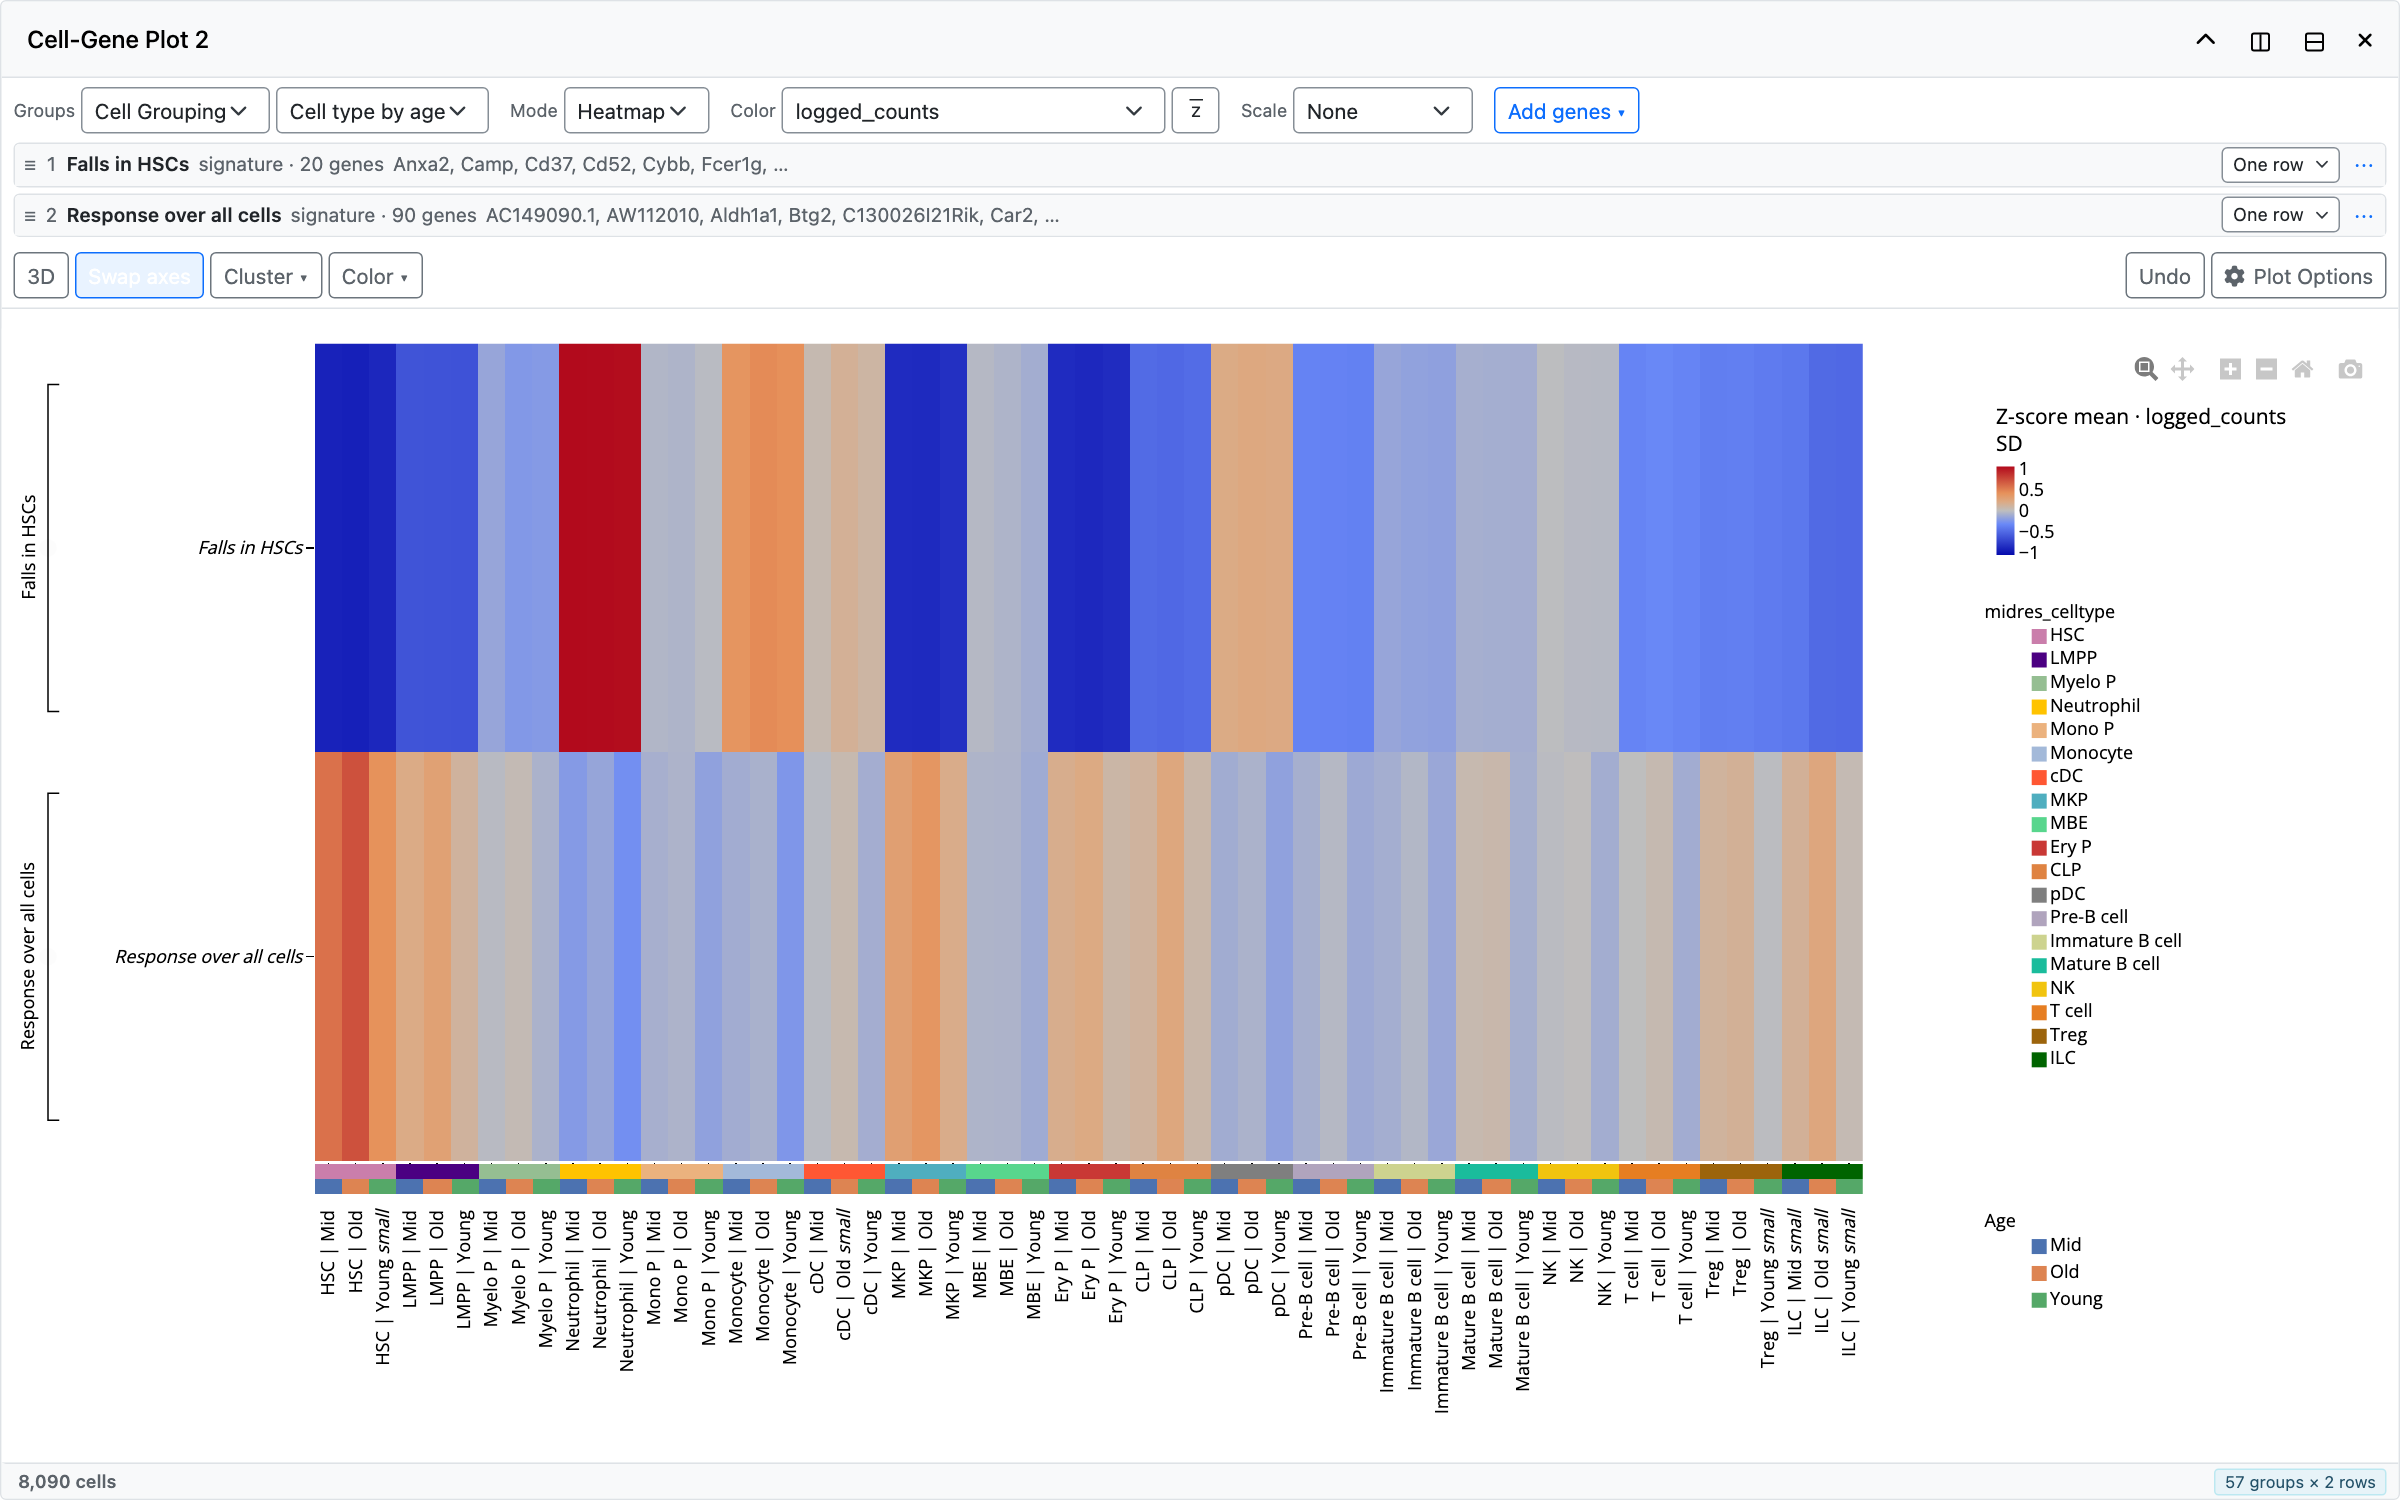 Cell-Gene Plot 2
Groups Cell Grouping Cell type by age Mode Heatmap Color logged_counts z Scale None Add genes
1 Falls in HSCs signature · 20 genes Anxa2, Camp, Cd37, Cd52, Cybb, Fcer1g, ... One row ...
2 Response over all cells signature · 90 genes AC149090.1, AW112010, Aldh1a1, Btg2, C130026I21Rik, Car2, ... One row ...
3D Swap axes Cluster Color Undo Plot Options
Falls in HSCs
Falls in HSCs
Response over all cells
Response over all cells
Z-score mean · logged_counts
SD
1
0.5
0
−0.5
−1
midres_celltype
HSC
LMPP
Myelo P
Neutrophil
Mono P
Monocyte
cDC
MKP
MBE
Ery P
CLP
pDC
Pre-B cell
Immature B cell
Mature B cell
NK
T cell
Treg
ILC
Age
Mid
Old
Young
HSC | Mid
HSC | Old
HSC | Young small
LMPP | Mid
LMPP | Old
LMPP | Young
Myelo P | Mid
Myelo P | Old
Myelo P | Young
Neutrophil | Mid
Neutrophil | Old
Neutrophil | Young
Mono P | Mid
Mono P | Old
Mono P | Young
Monocyte | Mid
Monocyte | Old
Monocyte | Young
cDC | Mid
cDC | Old small
cDC | Young
MKP | Mid
MKP | Old
MKP | Young
MBE | Mid
MBE | Old
MBE | Young
Ery P | Mid
Ery P | Old
Ery P | Young
CLP | Mid
CLP | Old
CLP | Young
pDC | Mid
pDC | Old
pDC | Young
Pre-B cell | Mid
Pre-B cell | Old
Pre-B cell | Young
Immature B cell | Mid
Immature B cell | Old
Immature B cell | Young
Mature B cell | Mid
Mature B cell | Old
Mature B cell | Young
NK | Mid
NK | Old
NK | Young
T cell | Mid
T cell | Old
T cell | Young
Treg | Mid
Treg | Old
Treg | Young small
ILC | Mid small
ILC | Old small
ILC | Young small
8,090 cells
57 groups × 2 rows